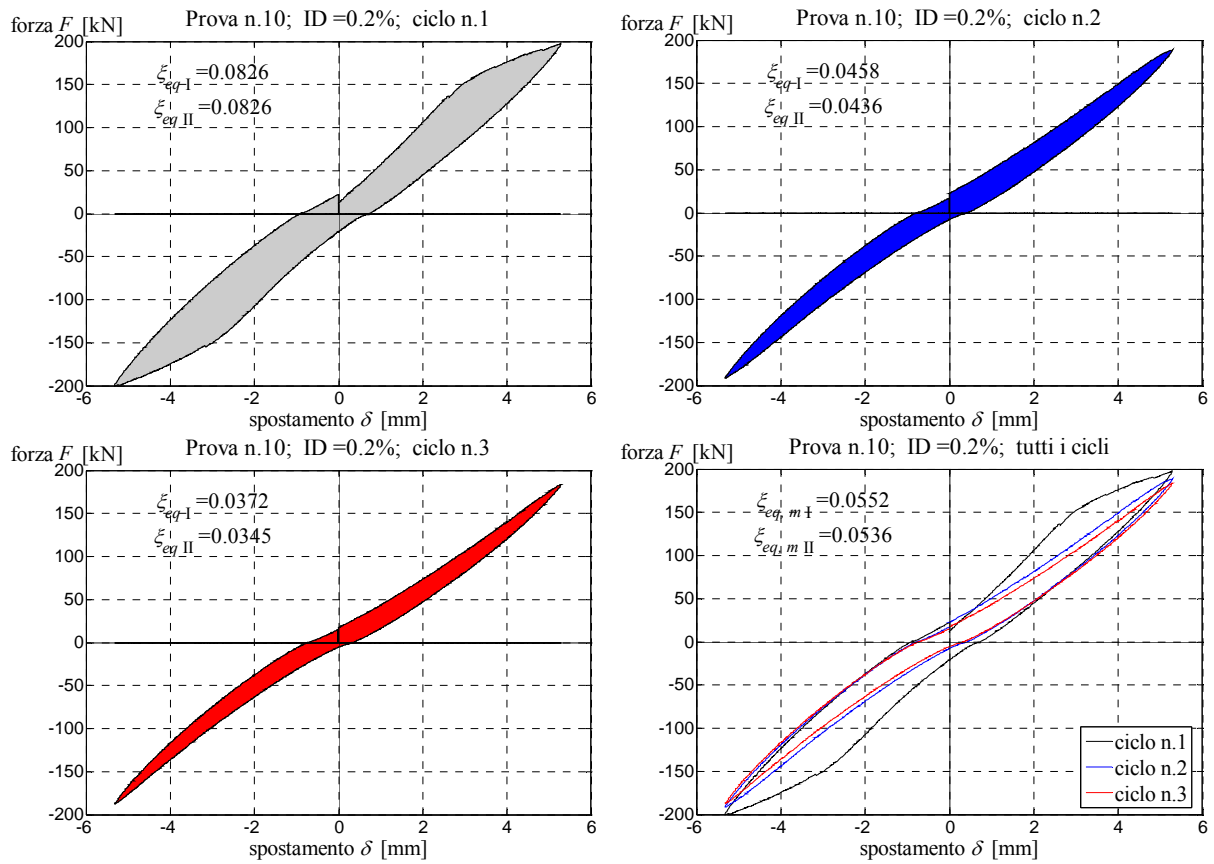 Prova n.10; ID =0.2%; ciclo n.1
forza F [kN]
ξeq I =0.0826
ξeq II =0.0826
200
150
100
50
0
-50
-100
-150
-200
-6 -4 -2 0 2 4 6
spostamento δ [mm]
Prova n.10; ID =0.2%; ciclo n.2
forza F [kN]
ξeq I =0.0458
ξeq II =0.0436
200
150
100
50
0
-50
-100
-150
-200
-6 -4 -2 0 2 4 6
spostamento δ [mm]
Prova n.10; ID =0.2%; ciclo n.3
forza F [kN]
ξeq I =0.0372
ξeq II =0.0345
200
150
100
50
0
-50
-100
-150
-200
-6 -4 -2 0 2 4 6
spostamento δ [mm]
Prova n.10; ID =0.2%; tutti i cicli
forza F [kN]
ξeq, m I =0.0552
ξeq, m II =0.0536
200
150
100
50
0
-50
-100
-150
-200
-6 -4 -2 0 2 4 6
spostamento δ [mm]
ciclo n.1
ciclo n.2
ciclo n.3